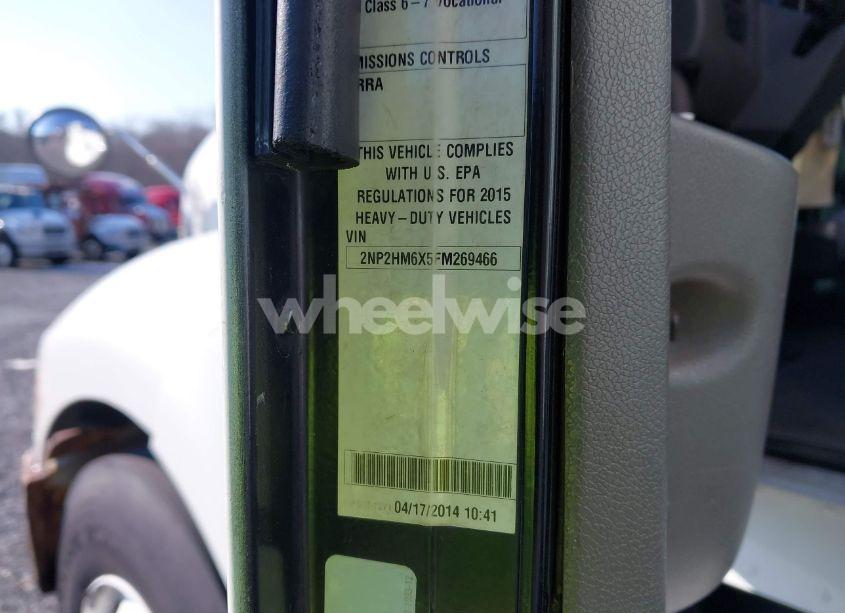 Class 6-7 Vocational
MISSIONS CONTROLS
RRA
THIS VEHICLE COMPLIES
WITH U.S. EPA
REGULATIONS FOR 2015
HEAVY-DUTY VEHICLES
VIN
2NP2HM6X5FM269466
wheelwise
04/17/2014 10:41